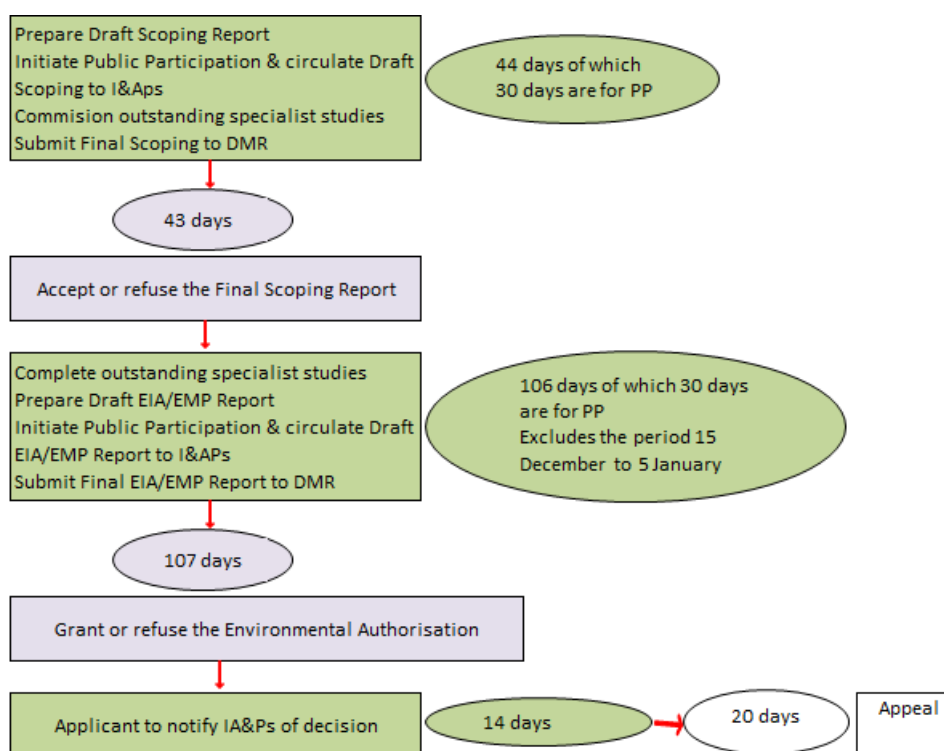 Prepare Draft Scoping Report
Initiate Public Participation & circulate Draft
Scoping to I&Aps
Commision outstanding specialist studies
Submit Final Scoping to DMR
44 days of which
30 days are for PP
43 days
Accept or refuse the Final Scoping Report
Complete outstanding specialist studies
Prepare Draft EIA/EMP Report
Initiate Public Participation & circulate Draft
EIA/EMP Report to I&APs
Submit Final EIA/EMP Report to DMR
106 days of which 30 days
are for PP
Excludes the period 15
December to 5 January
107 days
Grant or refuse the Environmental Authorisation
Applicant to notify IA&Ps of decision
14 days
20 days
Appeal